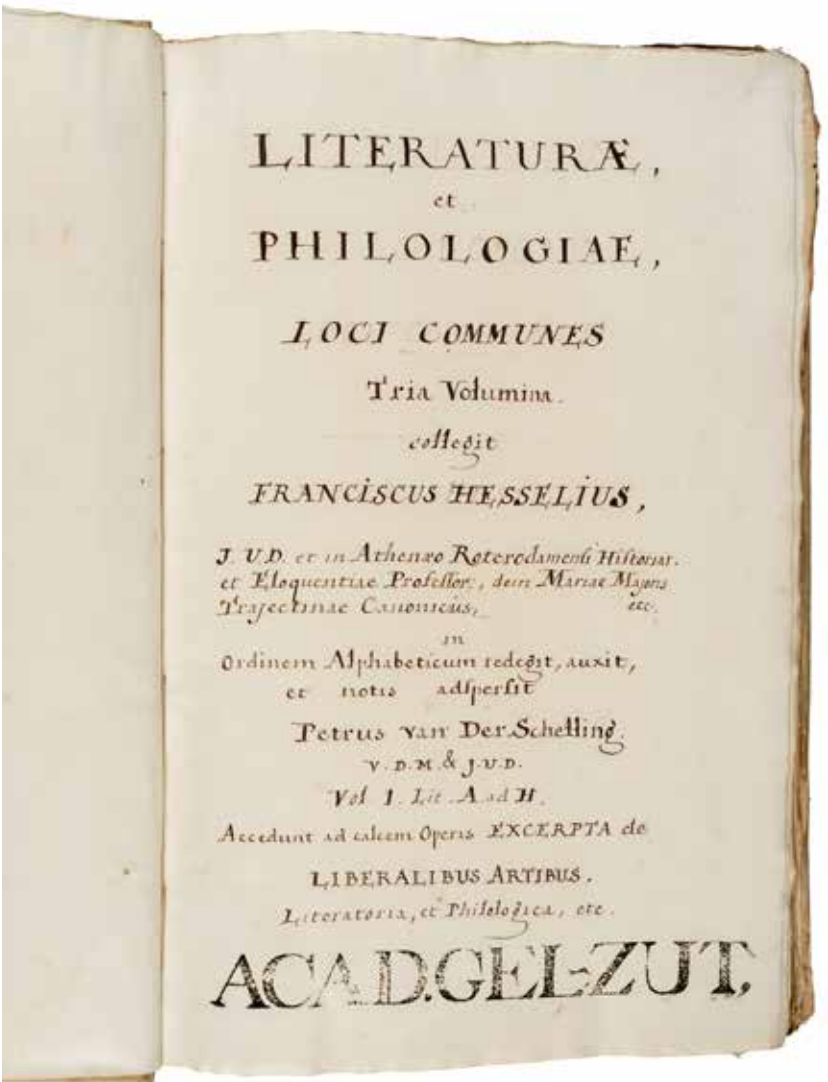 LITERATURÆ,
et
PHILOLOGIAE,
LOCI COMMUNES
Tria Volumina.
collegit
FRANCISCUS HESSELIUS,
J. U. D. et in Athenæo Roterodamensi Historiar.
et Eloquentiae Professor, dein Mariae Majoris
Trajectinae Canonicus, etc.
in
Ordinem Alphabeticum redegit, auxit,
et notis adspersit
Petrus van Der Schelling.
V. D. M. & J. U. D.
Vol I. Lit. A ad H.
Accedunt ad calcem Operis EXCERPTA de
LIBERALIBUS ARTIBUS.
Literatoria, et Philologica, etc.
ACAD. GEL-ZUT,